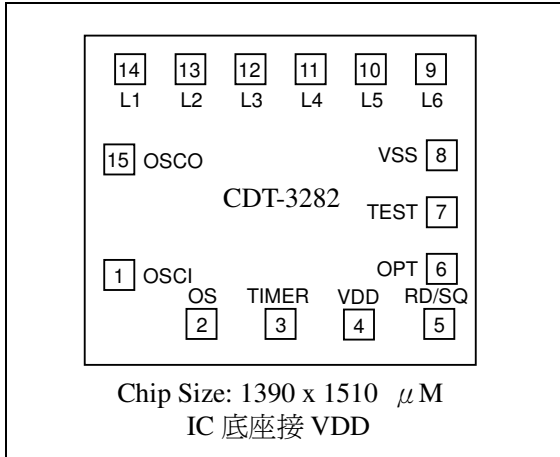 14 13 12 11 10 9
L1 L2 L3 L4 L5 L6
15 OSCO VSS 8
CDT-3282
TEST 7
1 OSCI OPT 6
OS TIMER VDD RD/SQ
2 3 4 5
Chip Size: 1390 x 1510 μM
IC 底座接 VDD